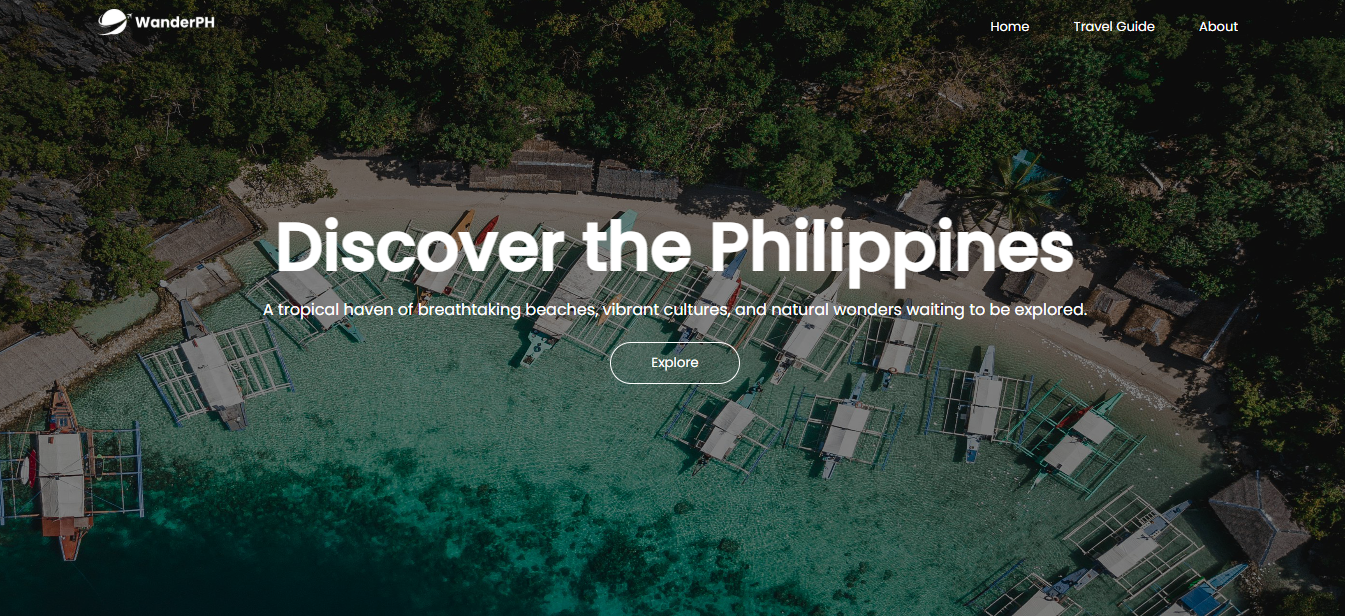 WanderPH
Home
Travel Guide
About
Discover the Philippines
A tropical haven of breathtaking beaches, vibrant cultures, and natural wonders waiting to be explored.
Explore